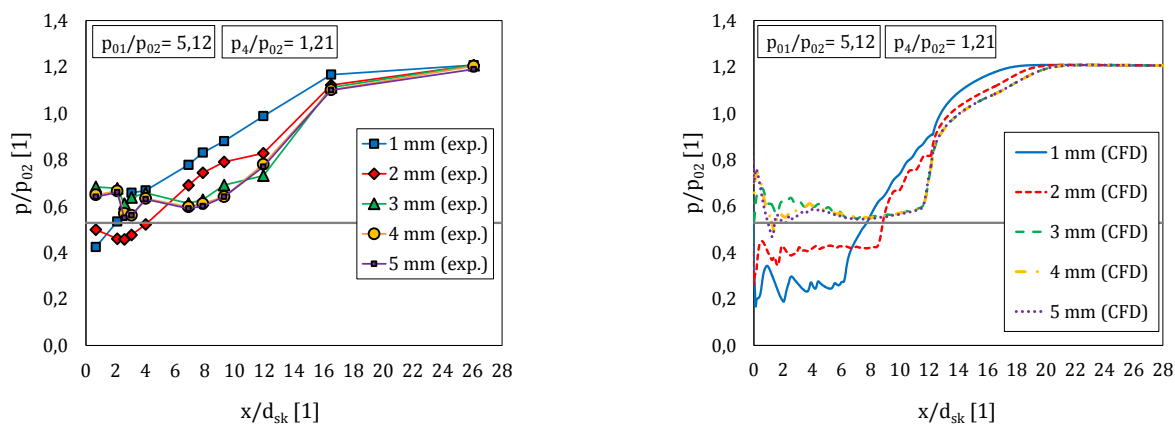 1,4
1,2
1,0
0,8
0,6
0,4
0,2
0,0
p/p02 [1]
p01/p02 = 5,12
p4/p02 = 1,21
1 mm (exp.)
2 mm (exp.)
3 mm (exp.)
4 mm (exp.)
5 mm (exp.)
0 2 4 6 8 10 12 14 16 18 20 22 24 26 28
x/dsk [1]
1,4
1,2
1,0
0,8
0,6
0,4
0,2
0,0
p/p02 [1]
p01/p02 = 5,12
p4/p02 = 1,21
1 mm (CFD)
2 mm (CFD)
3 mm (CFD)
4 mm (CFD)
5 mm (CFD)
0 2 4 6 8 10 12 14 16 18 20 22 24 26 28
x/dsk [1]